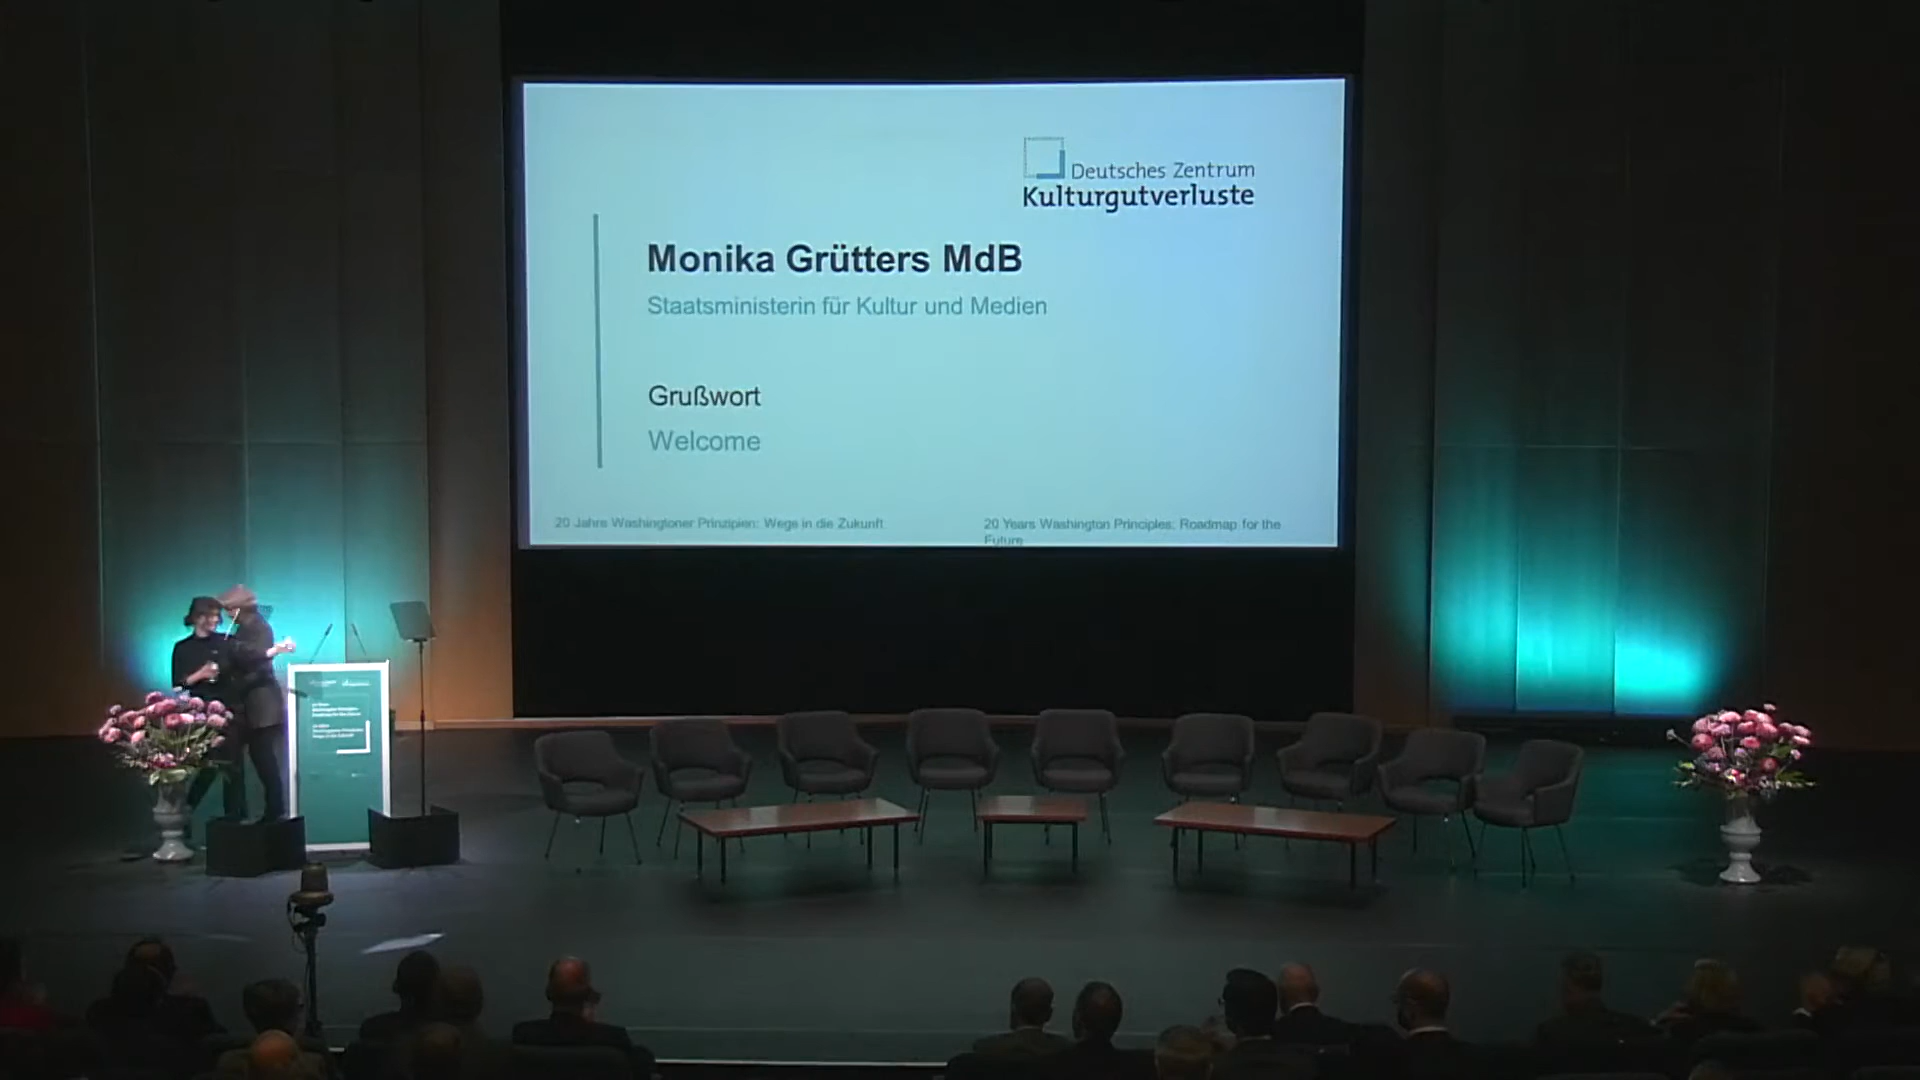 Deutsches Zentrum
Kulturgutverluste
Monika Grütters MdB
Staatsministerin für Kultur und Medien
Grußwort
Welcome
20 Jahre Washingtoner Prinzipien: Wege in die Zukunft
20 Years Washington Principles: Roadmap for the
Future